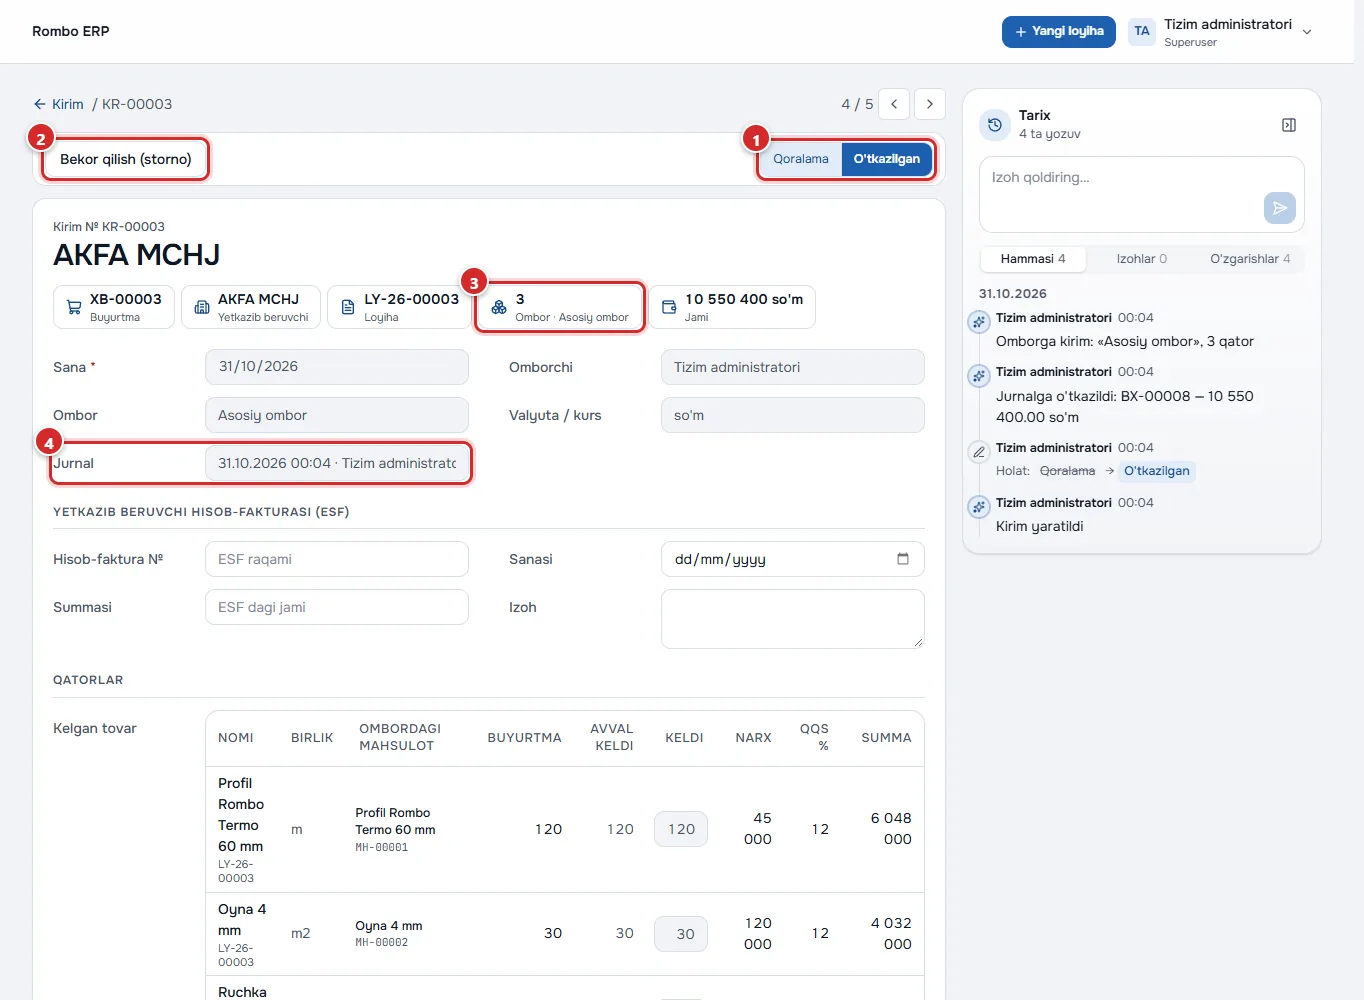 Rombo ERP
+ Yangi loyiha
TA
Tizim administratori
Superuser
← Kirim / KR-00003
4 / 5
2
Bekor qilish (storno)
1
Qoralama
O'tkazilgan
Kirim № KR-00003
AKFA MCHJ
XB-00003
Buyurtma
AKFA MCHJ
Yetkazib beruvchi
LY-26-00003
Loyiha
3
3
Ombor · Asosiy ombor
10 550 400 so'm
Jami
Sana *
31/10/2026
Omborchi
Tizim administratori
Ombor
Asosiy ombor
Valyuta / kurs
so'm
4
Jurnal
31.10.2026 00:04 · Tizim administratc
YETKAZIB BERUVCHI HISOB-FAKTURASI (ESF)
Hisob-faktura №
ESF raqami
Sanasi
dd/mm/yyyy
Summasi
ESF dagi jami
Izoh
QATORLAR
Kelgan tovar
NOMI
BIRLIK
OMBORDAGI
MAHSULOT
BUYURTMA
AVVAL
KELDI
KELDI
NARX
QQS
%
SUMMA
Profil
Rombo
Termo
60 mm
LY-26-
00003
m
Profil Rombo
Termo 60 mm
MH-00001
120
120
120
45
000
12
6 048
000
Oyna 4
mm
LY-26-
00003
m2
Oyna 4 mm
MH-00002
30
30
30
120
000
12
4 032
000
Ruchka
Tarix
4 ta yozuv
Izoh qoldiring...
Hammasi 4
Izohlar 0
O'zgarishlar 4
31.10.2026
Tizim administratori 00:04
Omborga kirim: «Asosiy ombor», 3 qator
Tizim administratori 00:04
Jurnalga o'tkazildi: BX-00008 — 10 550
400.00 so'm
Tizim administratori 00:04
Holat: Qoralama → O'tkazilgan
Tizim administratori 00:04
Kirim yaratildi